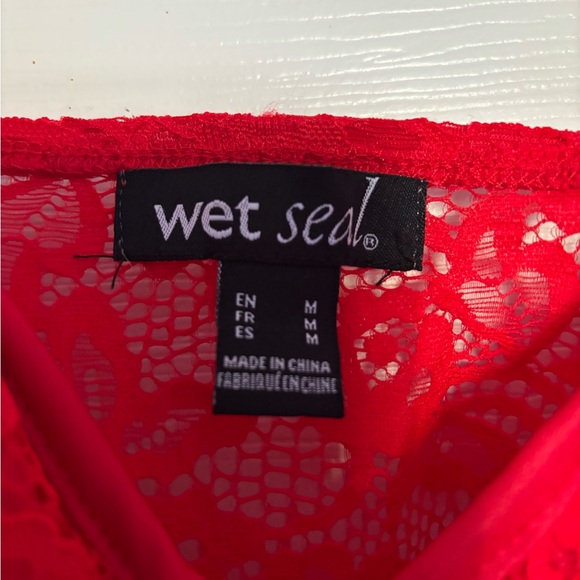 wet seal®
EN M
FR M
ES M
MADE IN CHINA
FABRIQUÉ EN CHINE